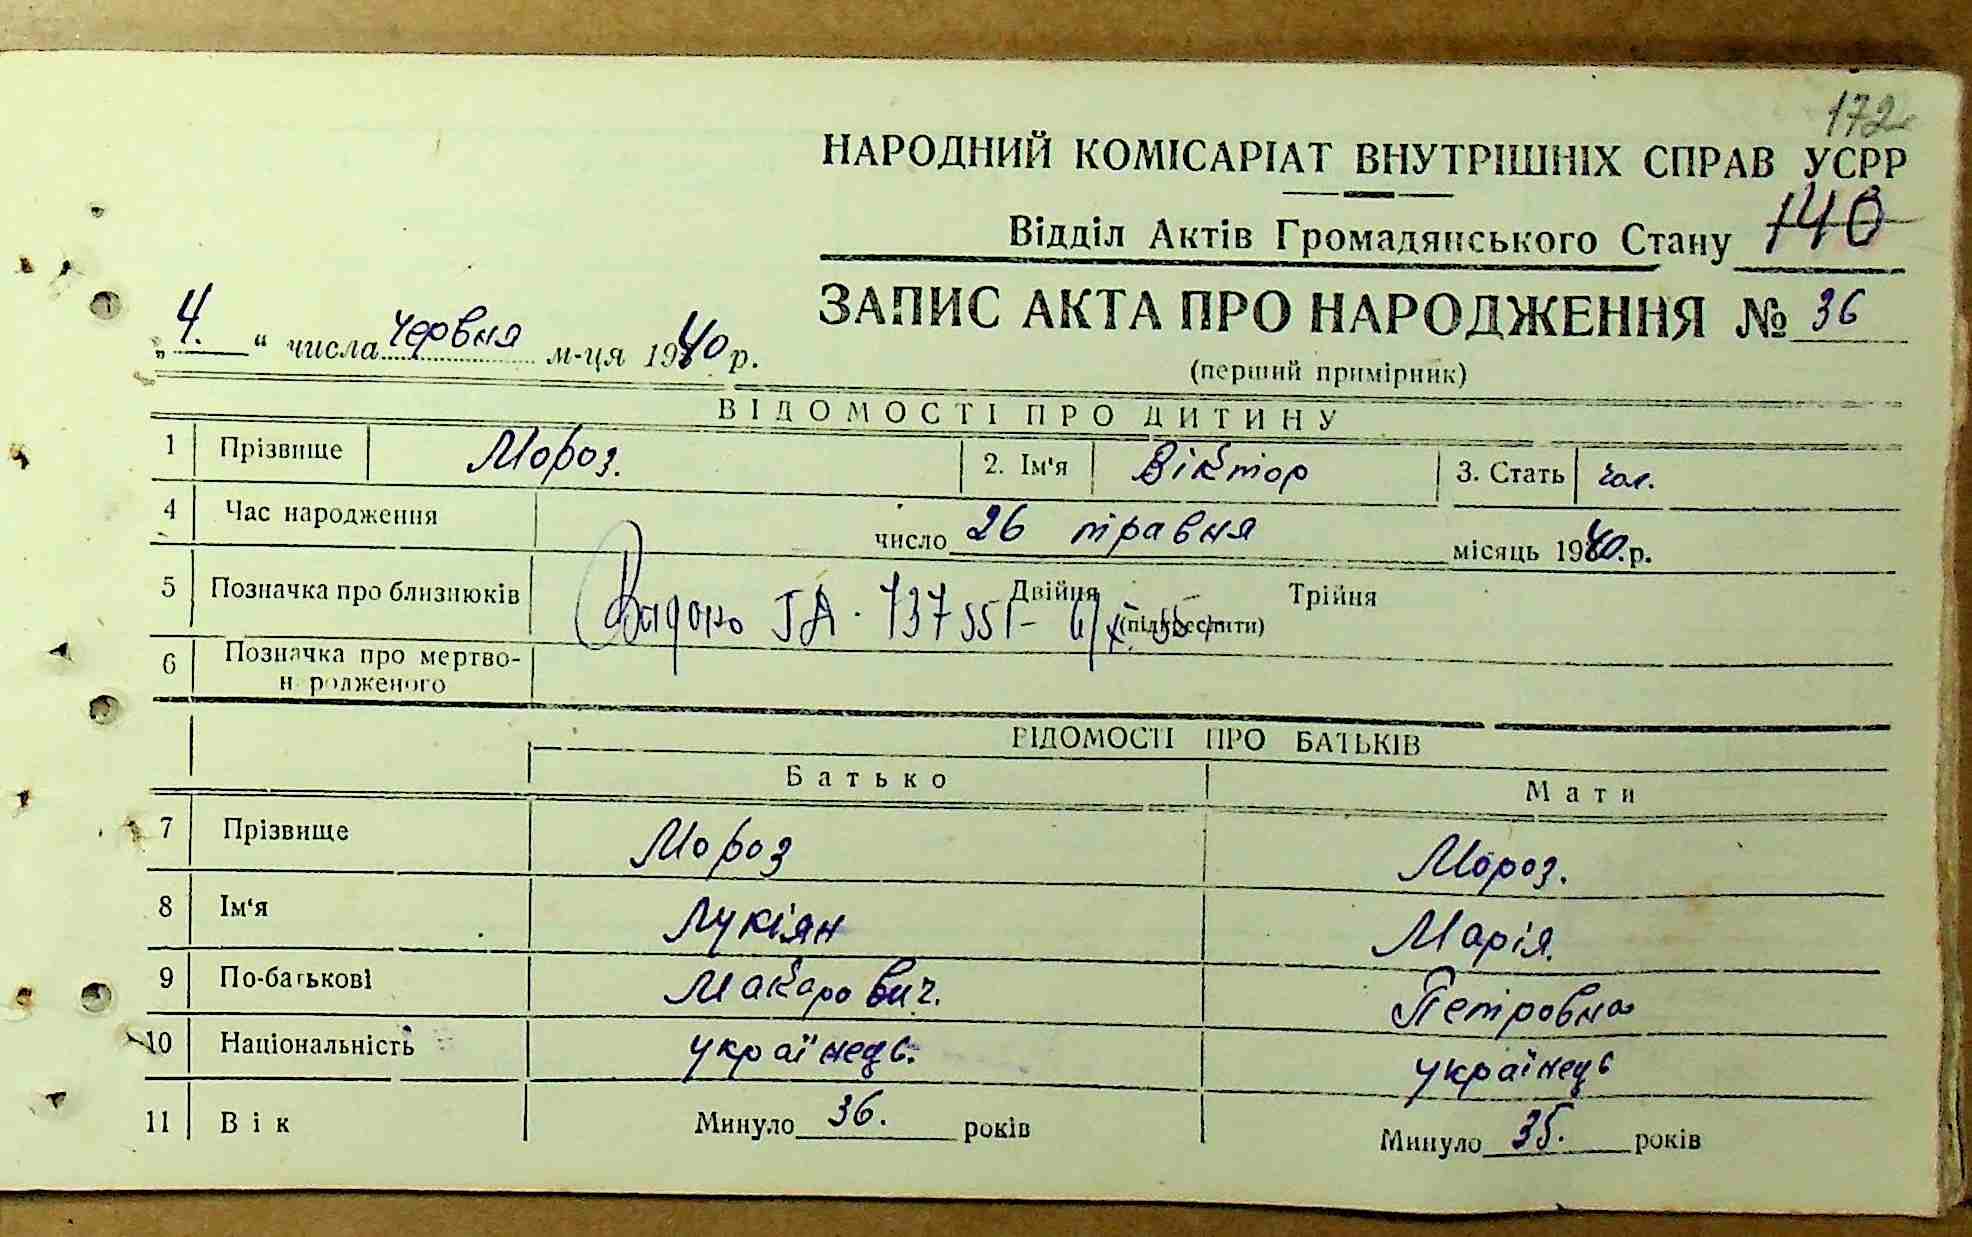 172
НАРОДНИЙ КОМІСАРІАТ ВНУТРІШНІХ СПРАВ УСРР
Відділ Актів Громадянського Стану 140
ЗАПИС АКТА ПРО НАРОДЖЕННЯ № 36
„4.“ числа червня м-ця 1940 р.
(перший примірник)
ВІДОМОСТІ ПРО ДИТИНУ
1 Прізвище Мороз. 2. Ім'я Віктор 3. Стать чол.
4 Час народження число 26 травня місяць 1940.р.
5 Позначка про близнюків Двійня Трійня
(підкреслити)
Видано ІА
6 Позначка про мертво-
н родженого
ВІДОМОСТІ ПРО БАТЬКІВ
Батько Мати
7 Прізвище Мороз Мороз.
8 Ім'я Лукіян Марія.
9 По-батькові Макарович. Петровна
10 Національність українець. українець
11 Вік Минуло 36. років Минуло 35. років